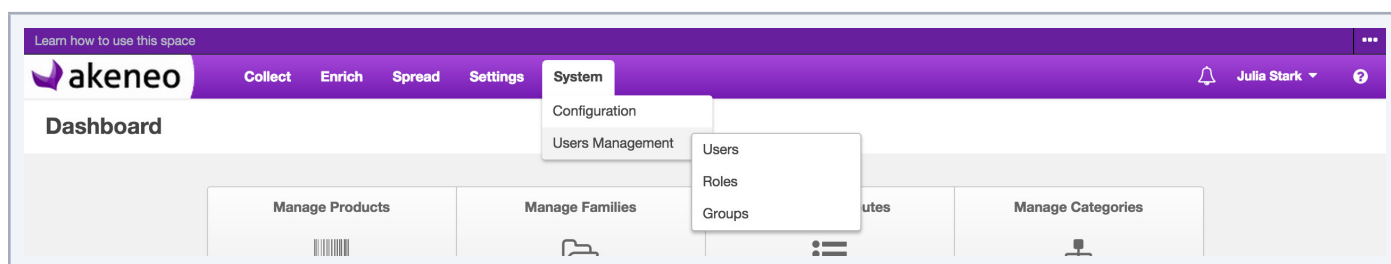 Learn how to use this space
akeneo Collect Enrich Spread Settings System Julia Stark
Dashboard
Configuration
Users Management
Users
Roles
Groups
Manage Products Manage Families utes Manage Categories